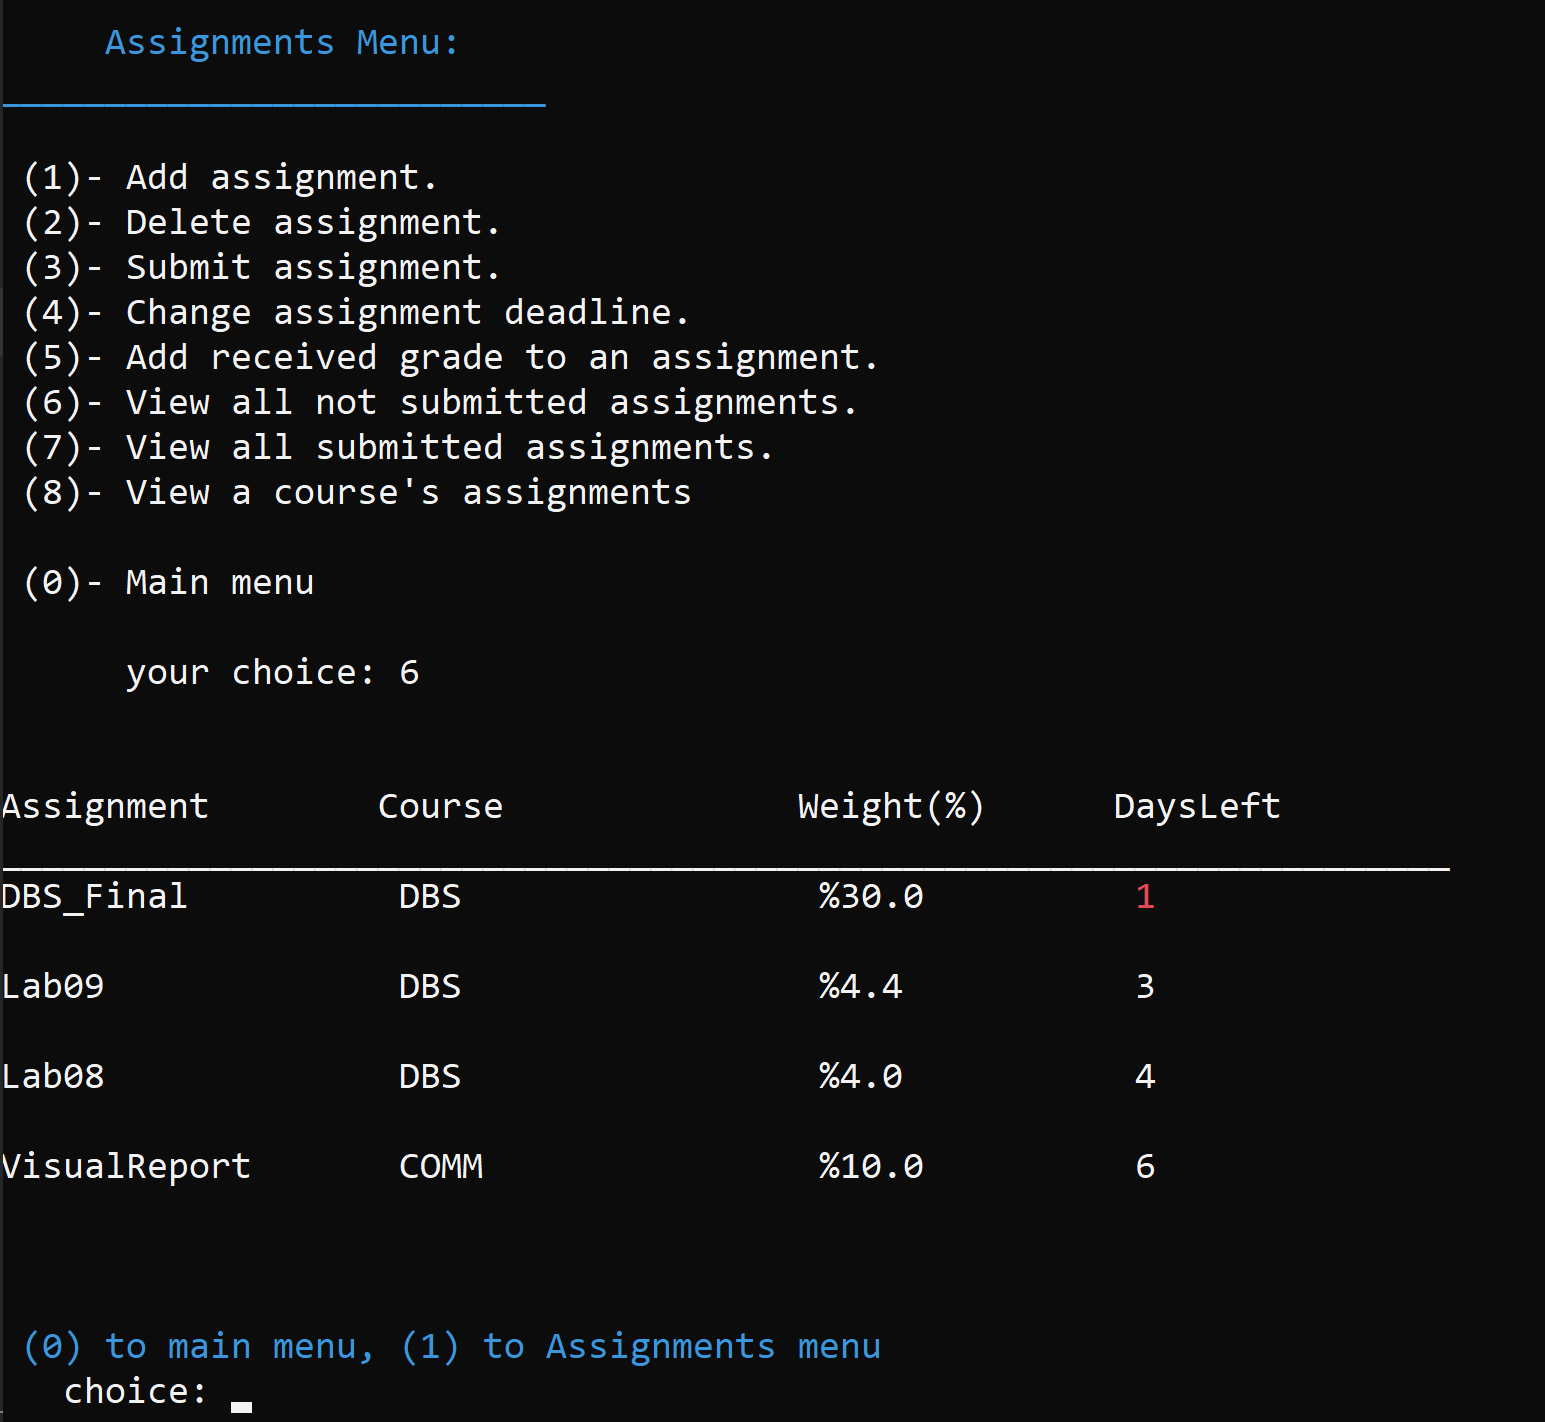 Assignments Menu:
(1)- Add assignment.
(2)- Delete assignment.
(3)- Submit assignment.
(4)- Change assignment deadline.
(5)- Add received grade to an assignment.
(6)- View all not submitted assignments.
(7)- View all submitted assignments.
(8)- View a course's assignments
(0)- Main menu
your choice: 6
Assignment Course Weight(%) DaysLeft
DBS_Final DBS %30.0 1
Lab09 DBS %4.4 3
Lab08 DBS %4.0 4
VisualReport COMM %10.0 6
(0) to main menu, (1) to Assignments menu
choice: